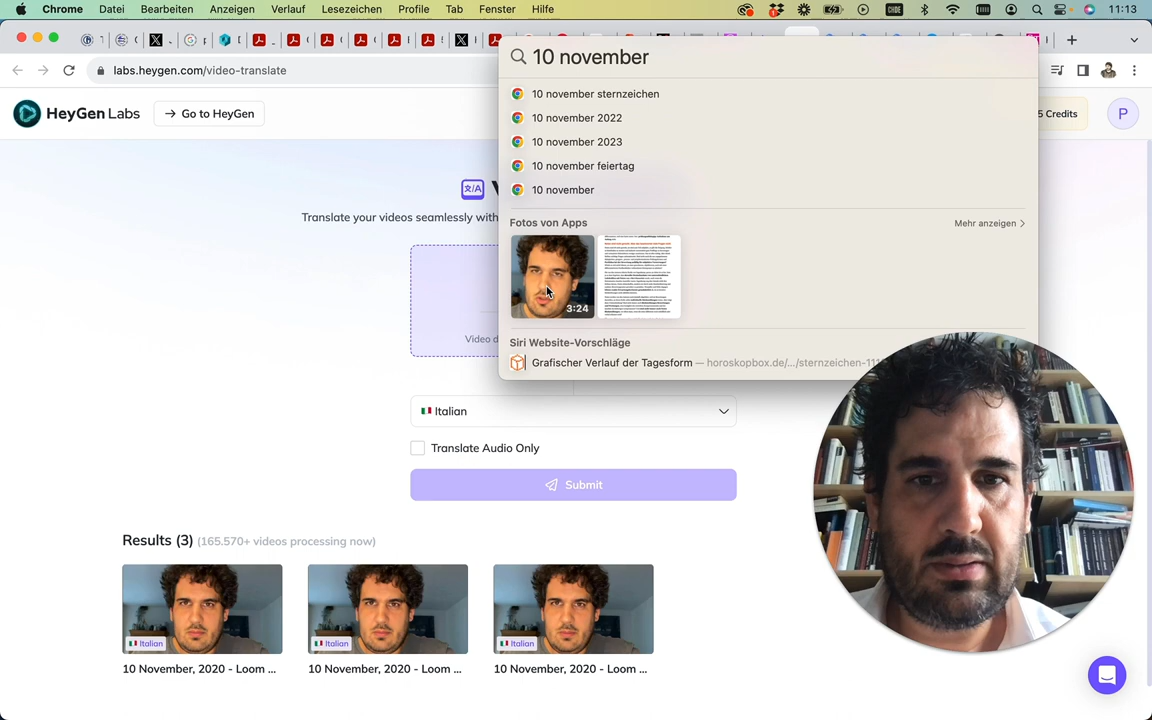 Chrome Datei Bearbeiten Anzeigen Verlauf Lesezeichen Profile Tab Fenster Hilfe 11:13
labs.heygen.com/video-translate
10 november
HeyGen Labs
→ Go to HeyGen
5 Credits
P
10 november sternzeichen
10 november 2022
10 november 2023
10 november feiertag
10 november
Translate your videos seamlessly with
Fotos von Apps
Mehr anzeigen
3:24
Video d
Siri Website-Vorschläge
Grafischer Verlauf der Tagesform — horoskopbox.de/.../sternzeichen-111
Italian
Translate Audio Only
Submit
Results (3) (165.570+ videos processing now)
Italian
Italian
Italian
10 November, 2020 - Loom ...
10 November, 2020 - Loom ...
10 November, 2020 - Loom ...